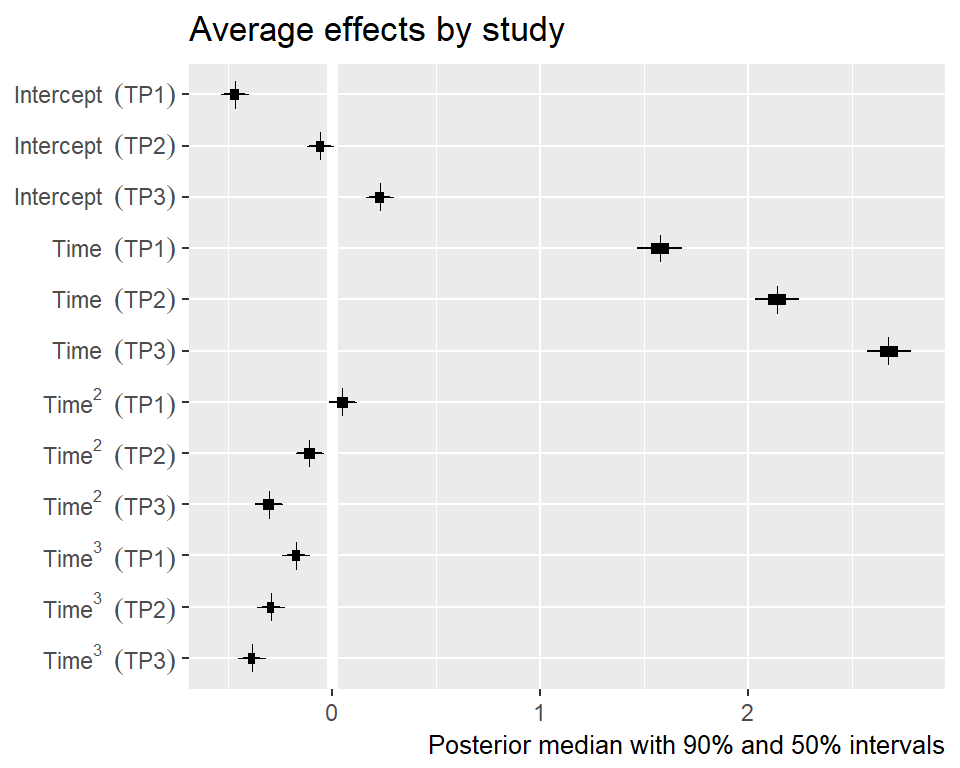 Average effects by study
Intercept (TP1)
Intercept (TP2)
Intercept (TP3)
Time (TP1)
Time (TP2)
Time (TP3)
Time² (TP1)
Time² (TP2)
Time² (TP3)
Time³ (TP1)
Time³ (TP2)
Time³ (TP3)
0 1 2
Posterior median with 90% and 50% intervals